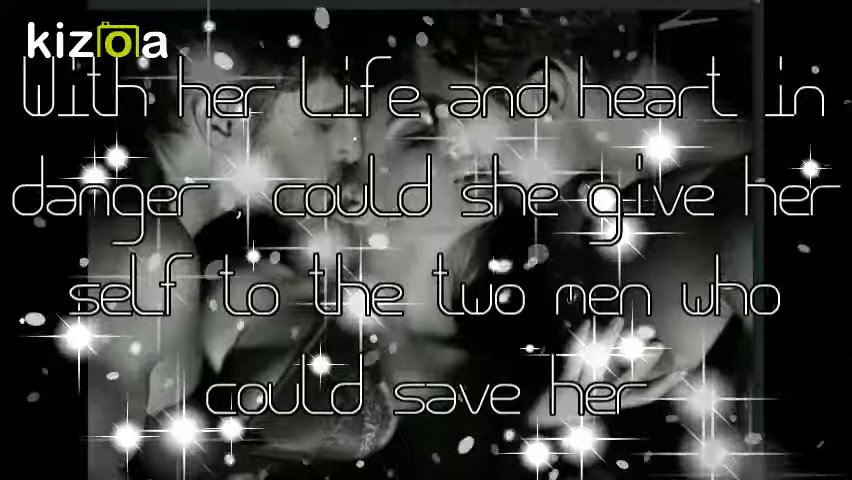 kizoa
With her life and heart in
danger , could she give her
self to the two men who
could save her